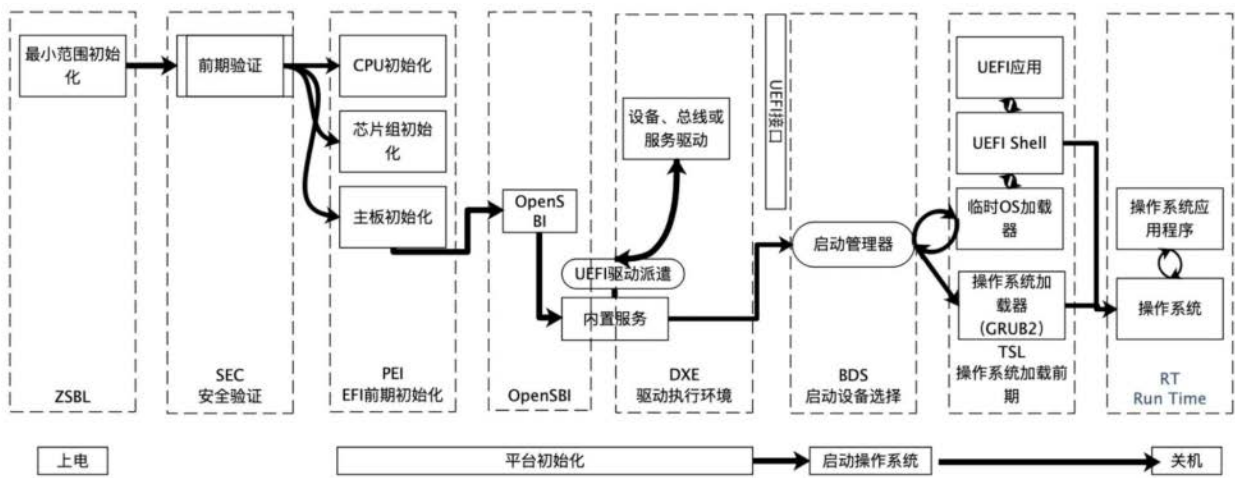 最小范围初始
化
ZSBL
前期验证
SEC
安全验证
CPU初始化
芯片组初始
化
主板初始化
PEI
EFI前期初始化
OpenS
BI
OpenSBI
设备、总线或
服务驱动
UEFI驱动派遣
内置服务
DXE
驱动执行环境
UEFI接口
启动管理器
BDS
启动设备选择
UEFI应用
UEFI Shell
临时OS加载
器
操作系统加
载器
（GRUB2）
TSL
操作系统加载前
期
操作系统应
用程序
操作系统
RT
Run Time
上电
平台初始化
启动操作系统
关机